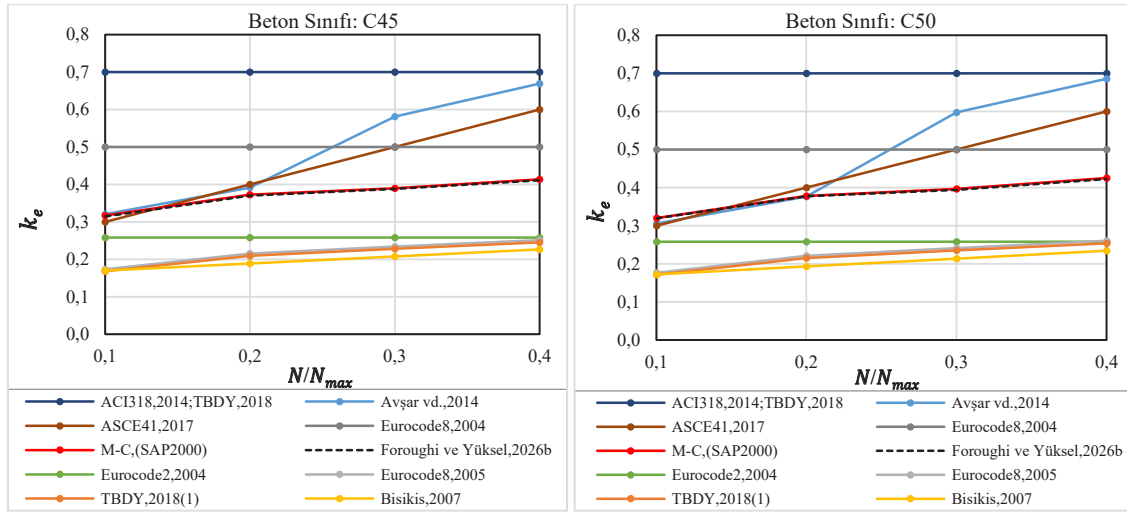 Beton Sınıfı: C45
0,8
0,7
0,6
0,5
0,4
0,3
0,2
0,1
0,0
k_e
0,1 0,2 0,3 0,4
N/N_max
ACI318,2014;TBDY,2018 Avşar vd.,2014
ASCE41,2017 Eurocode8,2004
M-C,(SAP2000) Foroughi ve Yüksel,2026b
Eurocode2,2004 Eurocode8,2005
TBDY,2018(1) Bisikis,2007
Beton Sınıfı: C50
0,8
0,7
0,6
0,5
0,4
0,3
0,2
0,1
0,0
k_e
0,1 0,2 0,3 0,4
N/N_max
ACI318,2014;TBDY,2018 Avşar vd.,2014
ASCE41,2017 Eurocode8,2004
M-C,(SAP2000) Foroughi ve Yüksel,2026b
Eurocode2,2004 Eurocode8,2005
TBDY,2018(1) Bisikis,2007